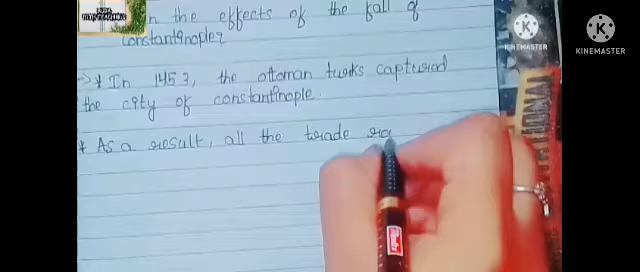 n the effects of the fall of
Constantinople?
→ * In 1453, the ottoman turks captured
the city of constantinople.
* As a result, all the trade ro
KINEMASTER
KINEMASTER